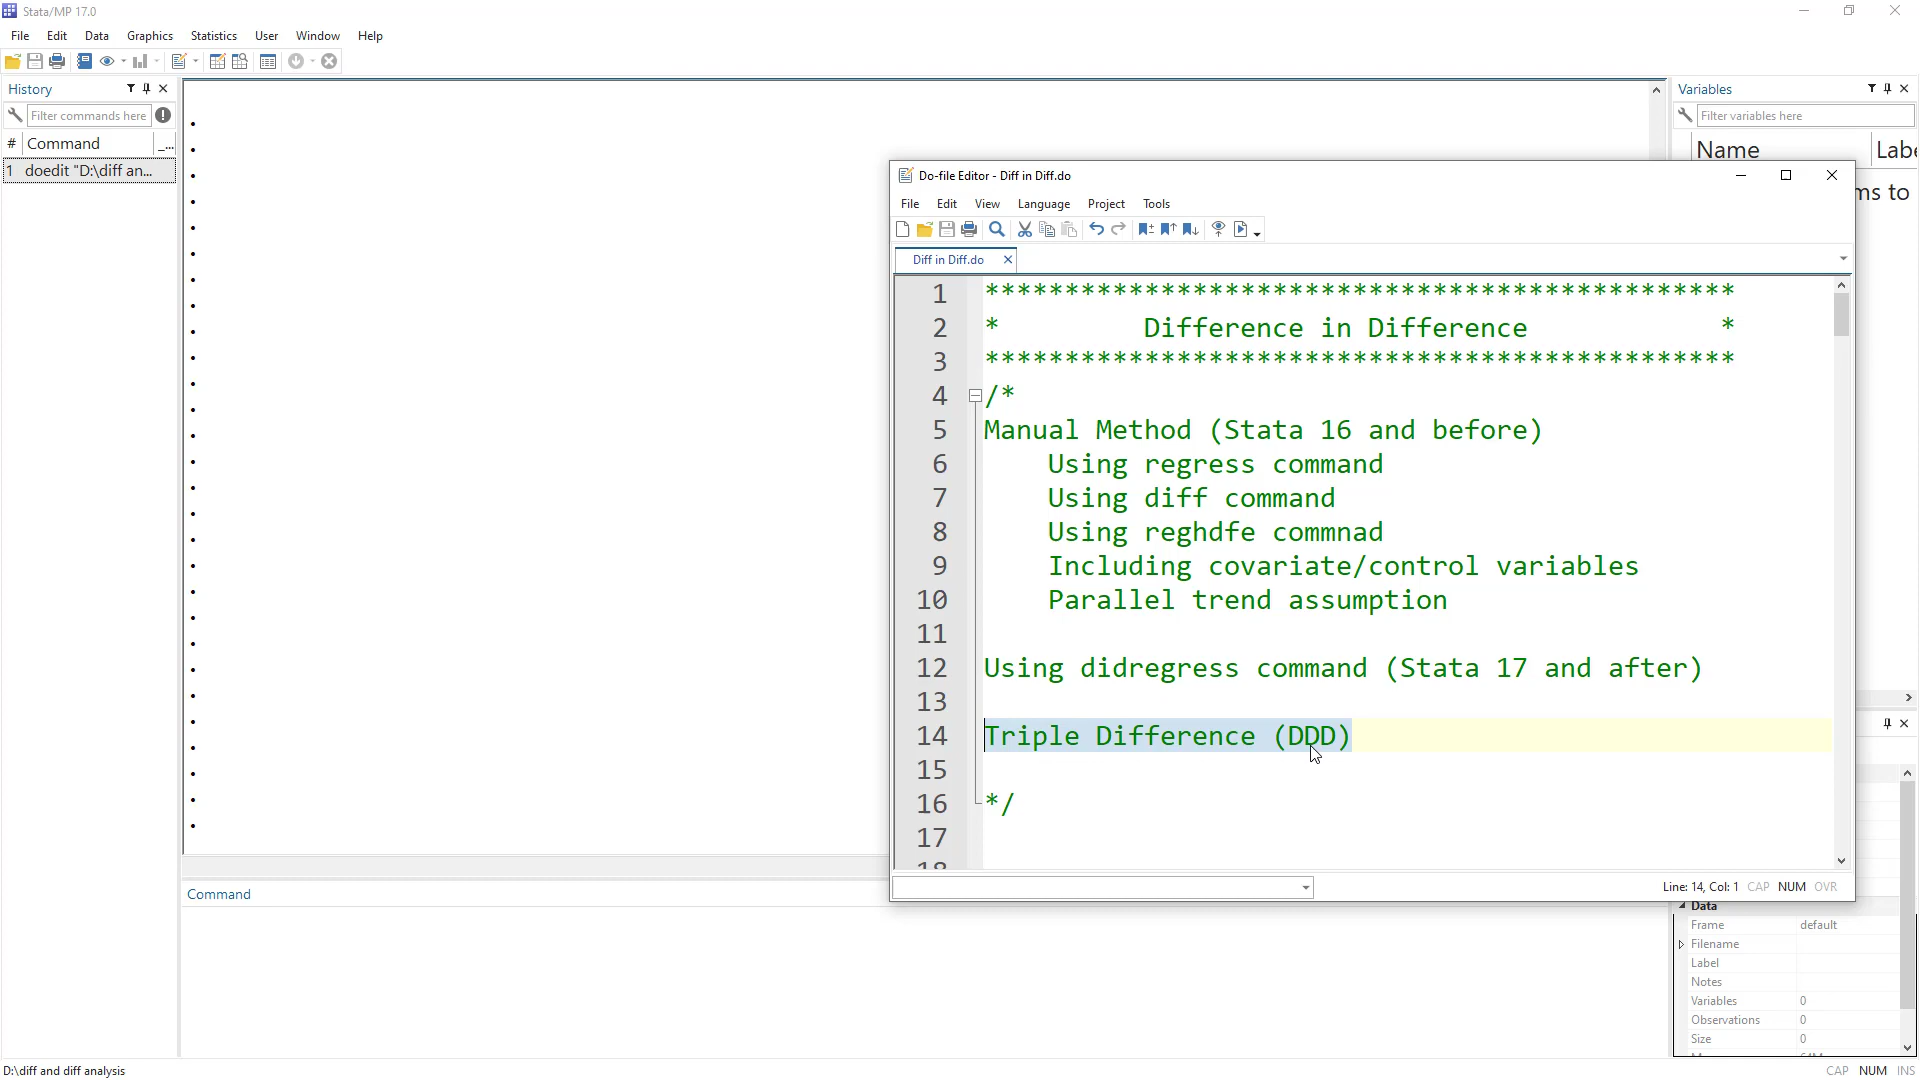 Stata/MP 17.0
File Edit Data Graphics Statistics User Window Help
History
Filter commands here
# Command _...
1 doedit "D:\diff an...
Variables
Filter variables here
Name Labe
ms to
Do-file Editor - Diff in Diff.do
File Edit View Language Project Tools
Diff in Diff.do
1 ***********************************************
2 * Difference in Difference *
3 ***********************************************
4 /*
5 Manual Method (Stata 16 and before)
6 Using regress command
7 Using diff command
8 Using reghdfe commnad
9 Including covariate/control variables
10 Parallel trend assumption
11
12 Using didregress command (Stata 17 and after)
13
14 Triple Difference (DDD)
15
16 */
17
18
Line: 14, Col: 1 CAP NUM OVR
Command
Data
Frame default
Filename
Label
Notes
Variables 0
Observations 0
Size 0
D:\diff and diff analysis
CAP NUM INS